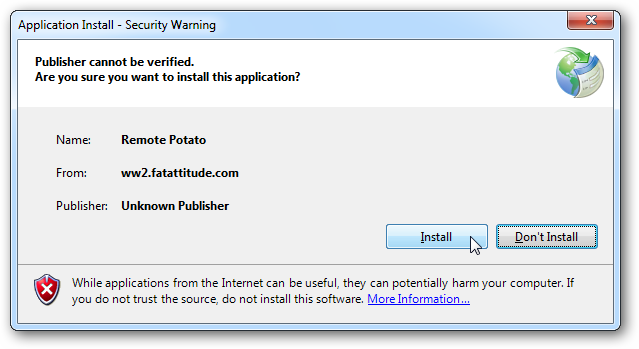 Application Install - Security Warning
Publisher cannot be verified.
Are you sure you want to install this application?
Name: Remote Potato
From: ww2.fatattitude.com
Publisher: Unknown Publisher
Install Don't Install
While applications from the Internet can be useful, they can potentially harm your computer. If
you do not trust the source, do not install this software. More Information...